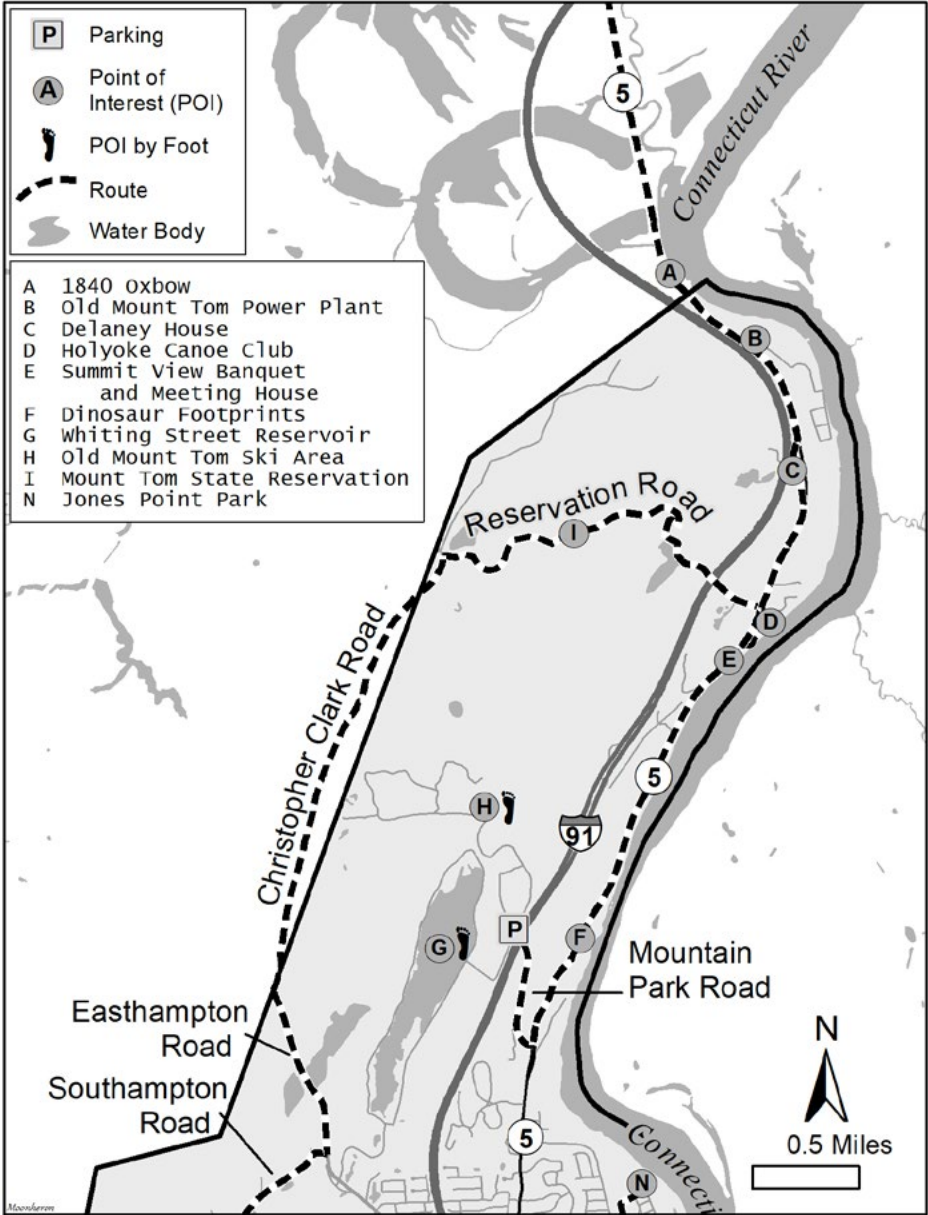 P Parking
A Point of
Interest (POI)
POI by Foot
Route
Water Body
A 1840 Oxbow
B Old Mount Tom Power Plant
C Delaney House
D Holyoke Canoe Club
E Summit View Banquet
and Meeting House
F Dinosaur Footprints
G Whiting Street Reservoir
H Old Mount Tom Ski Area
I Mount Tom State Reservation
N Jones Point Park
5
Connecticut River
A
B
C
Reservation Road
I
D
E
Christopher Clark Road
5
H
91
P
F
G
Mountain
Park Road
Easthampton
Road
Southampton
Road
N
0.5 Miles
5
Connecti
N
Moonheron